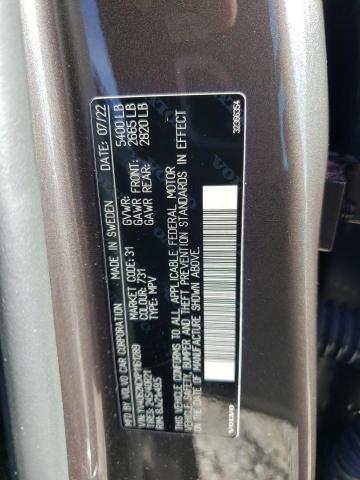 MFD BY VOLVO CAR CORPORATION
MADE IN SWEDEN
DATE: 07/22
GVWR: 5400 LB
GAWR FRONT: 2665 LB
GAWR REAR: 2820 LB
MARKET CODE: 31
COLOUR: 731
TYPE: MPV
THIS VEHICLE CONFORMS TO ALL APPLICABLE FEDERAL MOTOR
VEHICLE SAFETY, BUMPER AND THEFT PREVENTION STANDARDS IN EFFECT
ON THE DATE OF MANUFACTURE SHOWN ABOVE.
32366354
VOLVO